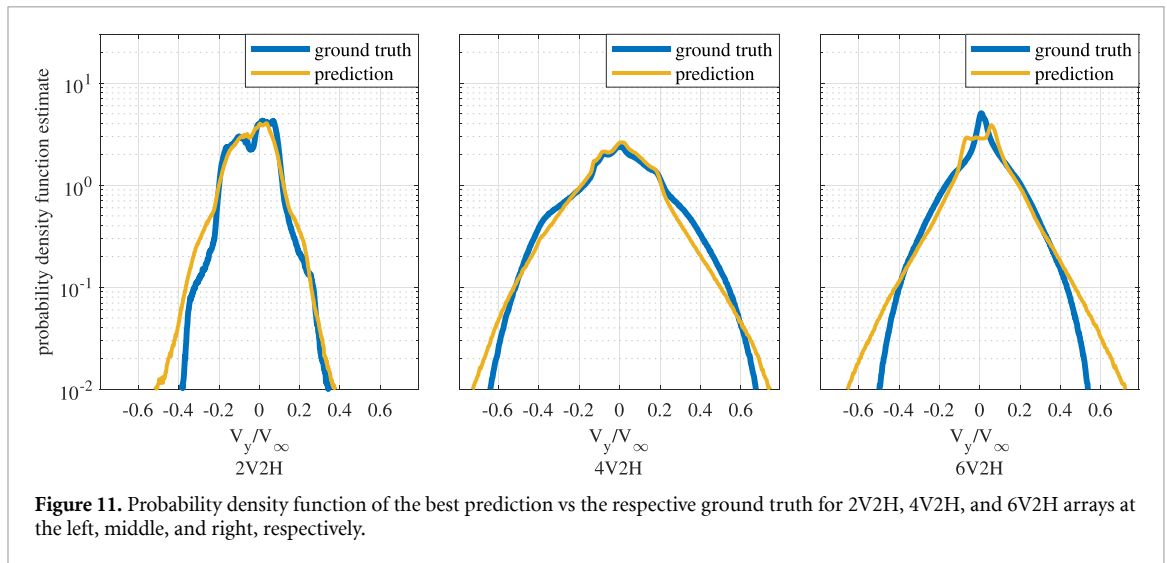 probability density function estimate
10^1
10^0
10^-1
10^-2
ground truth
prediction
-0.6 -0.4 -0.2 0 0.2 0.4 0.6
V_y/V_∞
2V2H
ground truth
prediction
-0.6 -0.4 -0.2 0 0.2 0.4 0.6
V_y/V_∞
4V2H
ground truth
prediction
-0.6 -0.4 -0.2 0 0.2 0.4 0.6
V_y/V_∞
6V2H
Figure 11. Probability density function of the best prediction vs the respective ground truth for 2V2H, 4V2H, and 6V2H arrays at
the left, middle, and right, respectively.